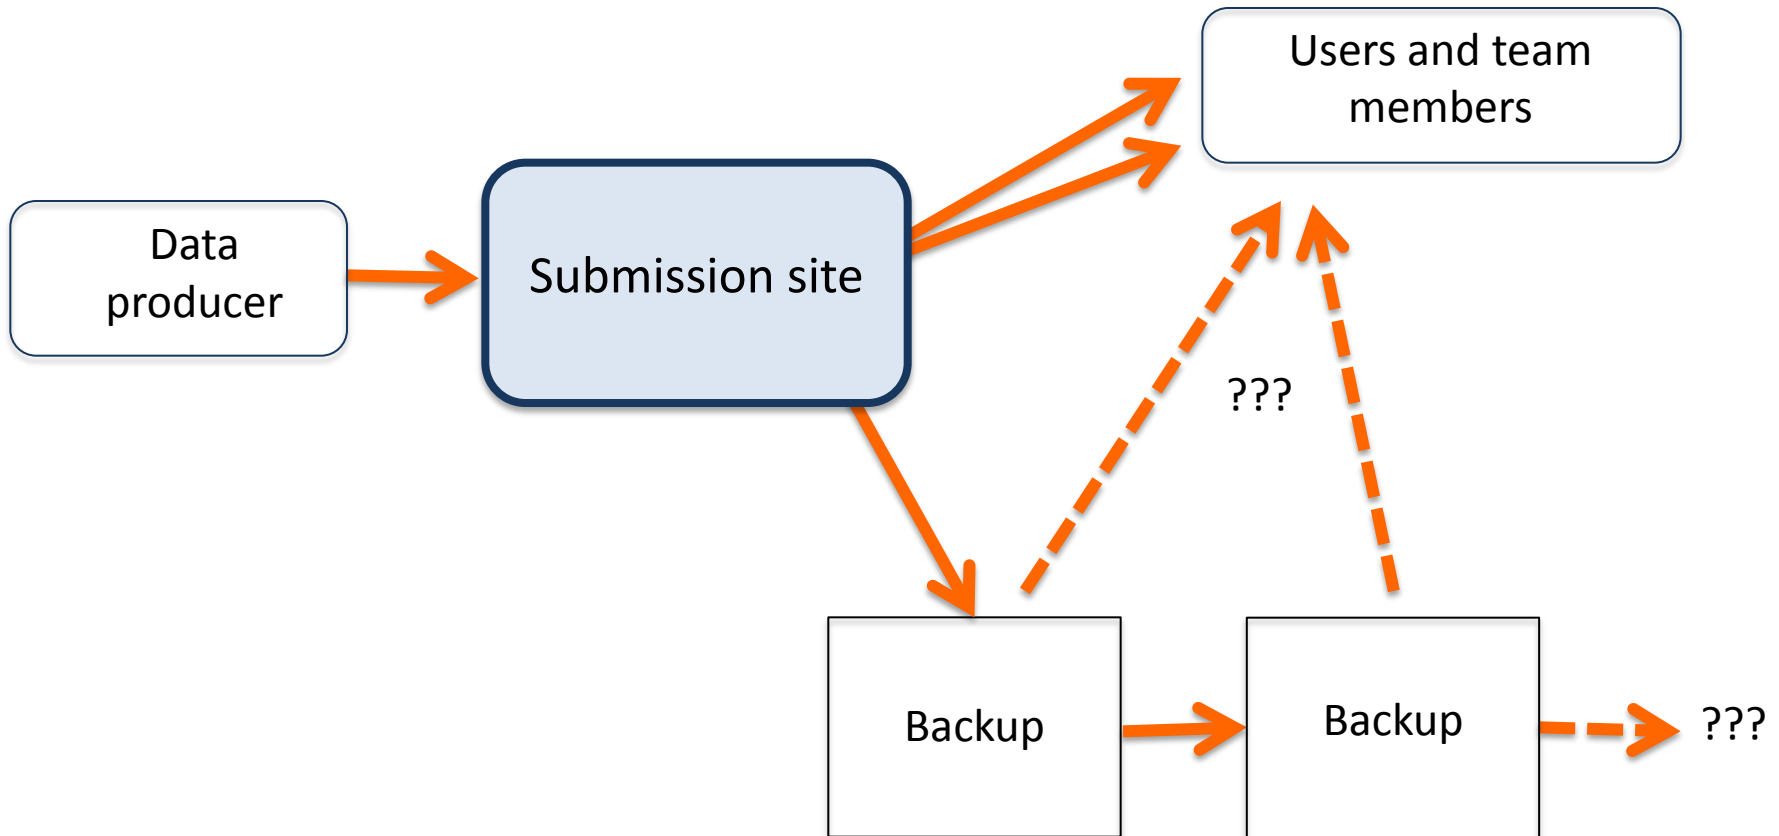 Users and team
members
Data
producer
Submission site
???
Backup
Backup
???